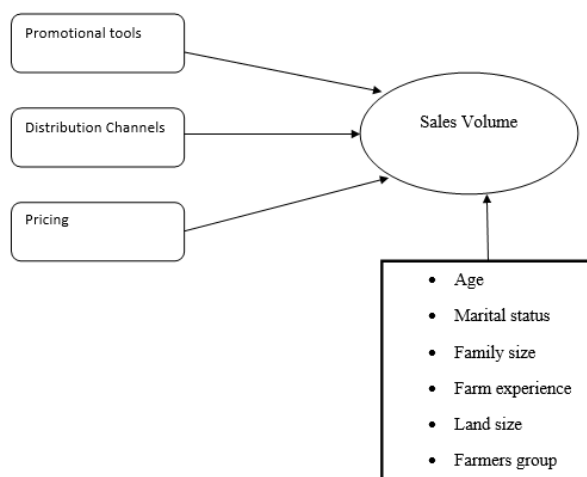 Promotional tools
Distribution Channels
Pricing
Sales Volume
• Age
• Marital status
• Family size
• Farm experience
• Land size
• Farmers group